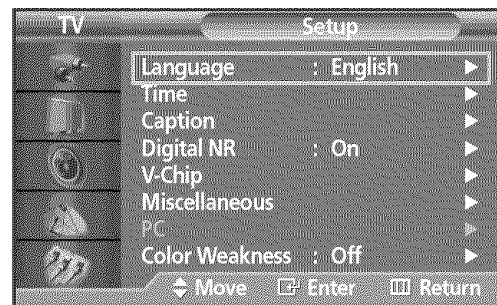 TV Setup
Language : English
Time
Caption
Digital NR : On
V-Chip
Miscellaneous
PC
Color Weakness : Off
Move Enter Return